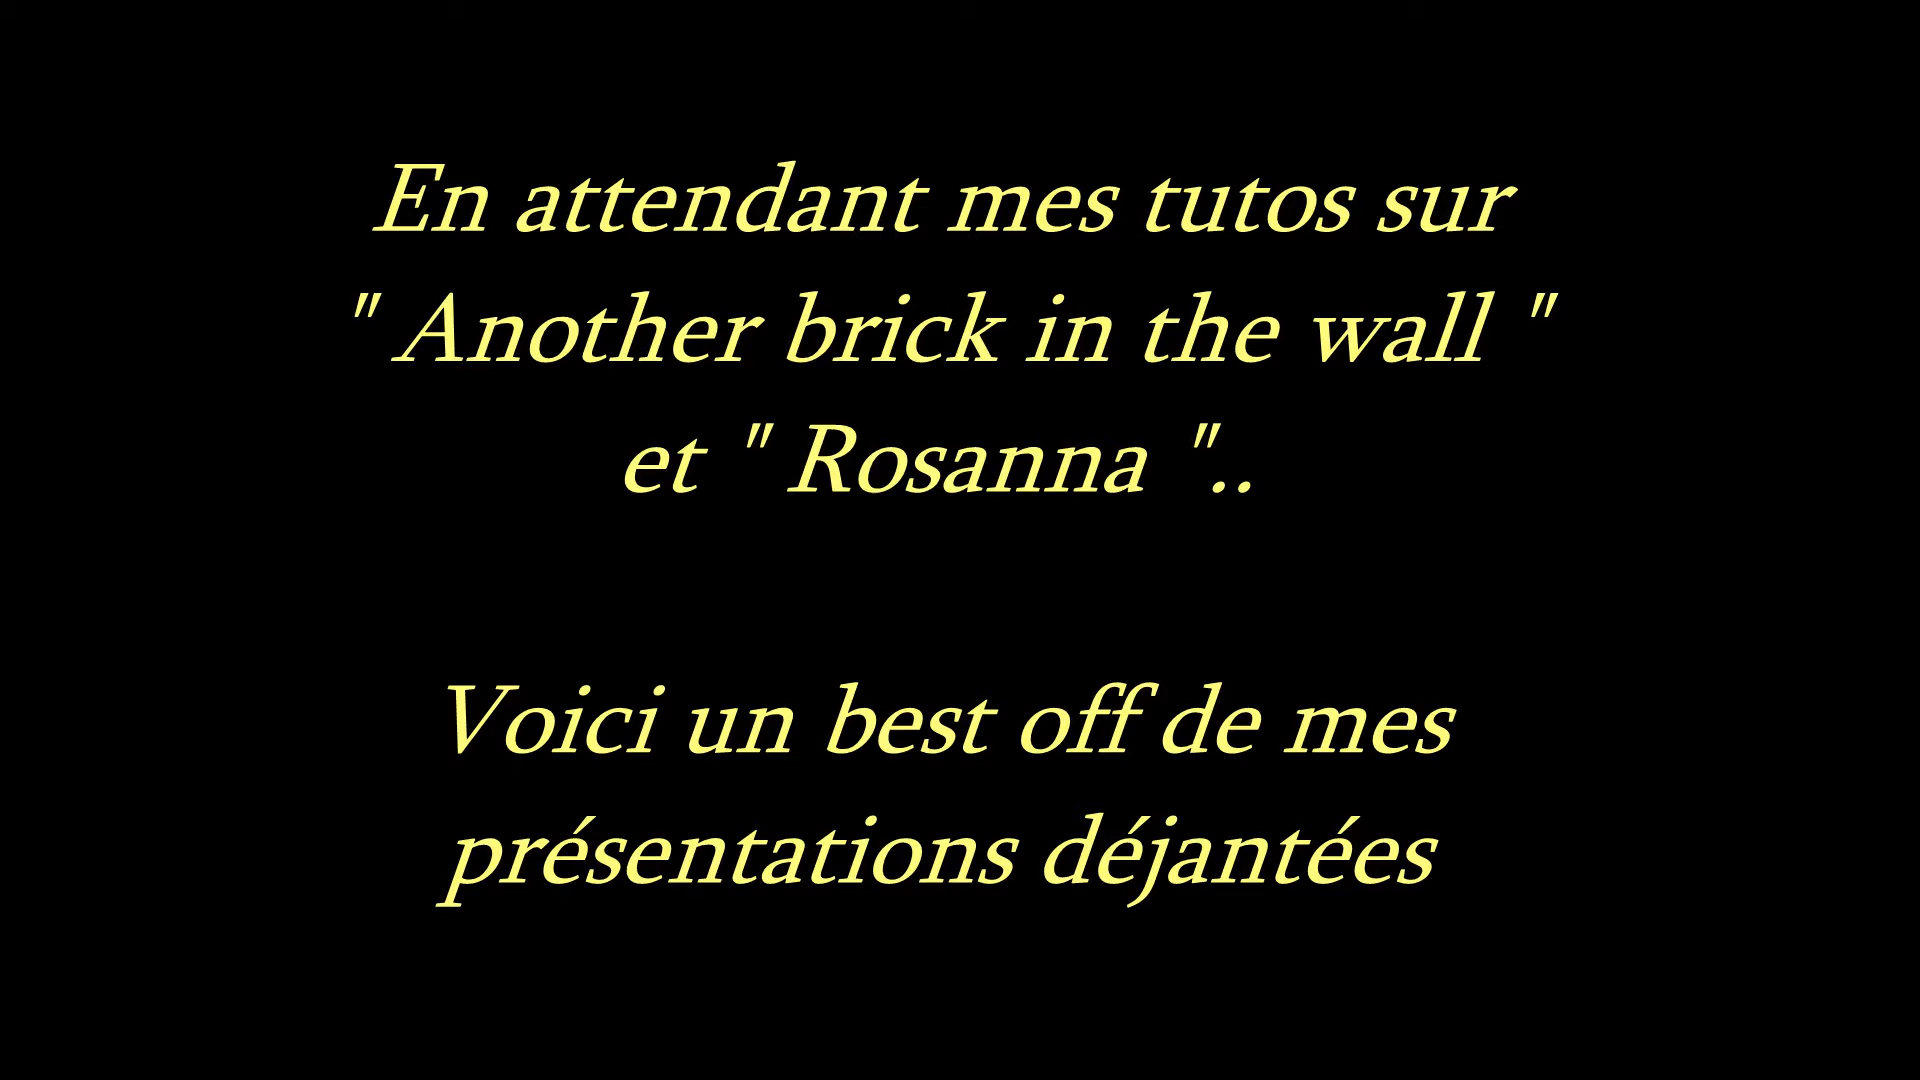 En attendant mes tutos sur
" Another brick in the wall "
et " Rosanna "..
Voici un best off de mes
présentations déjantées